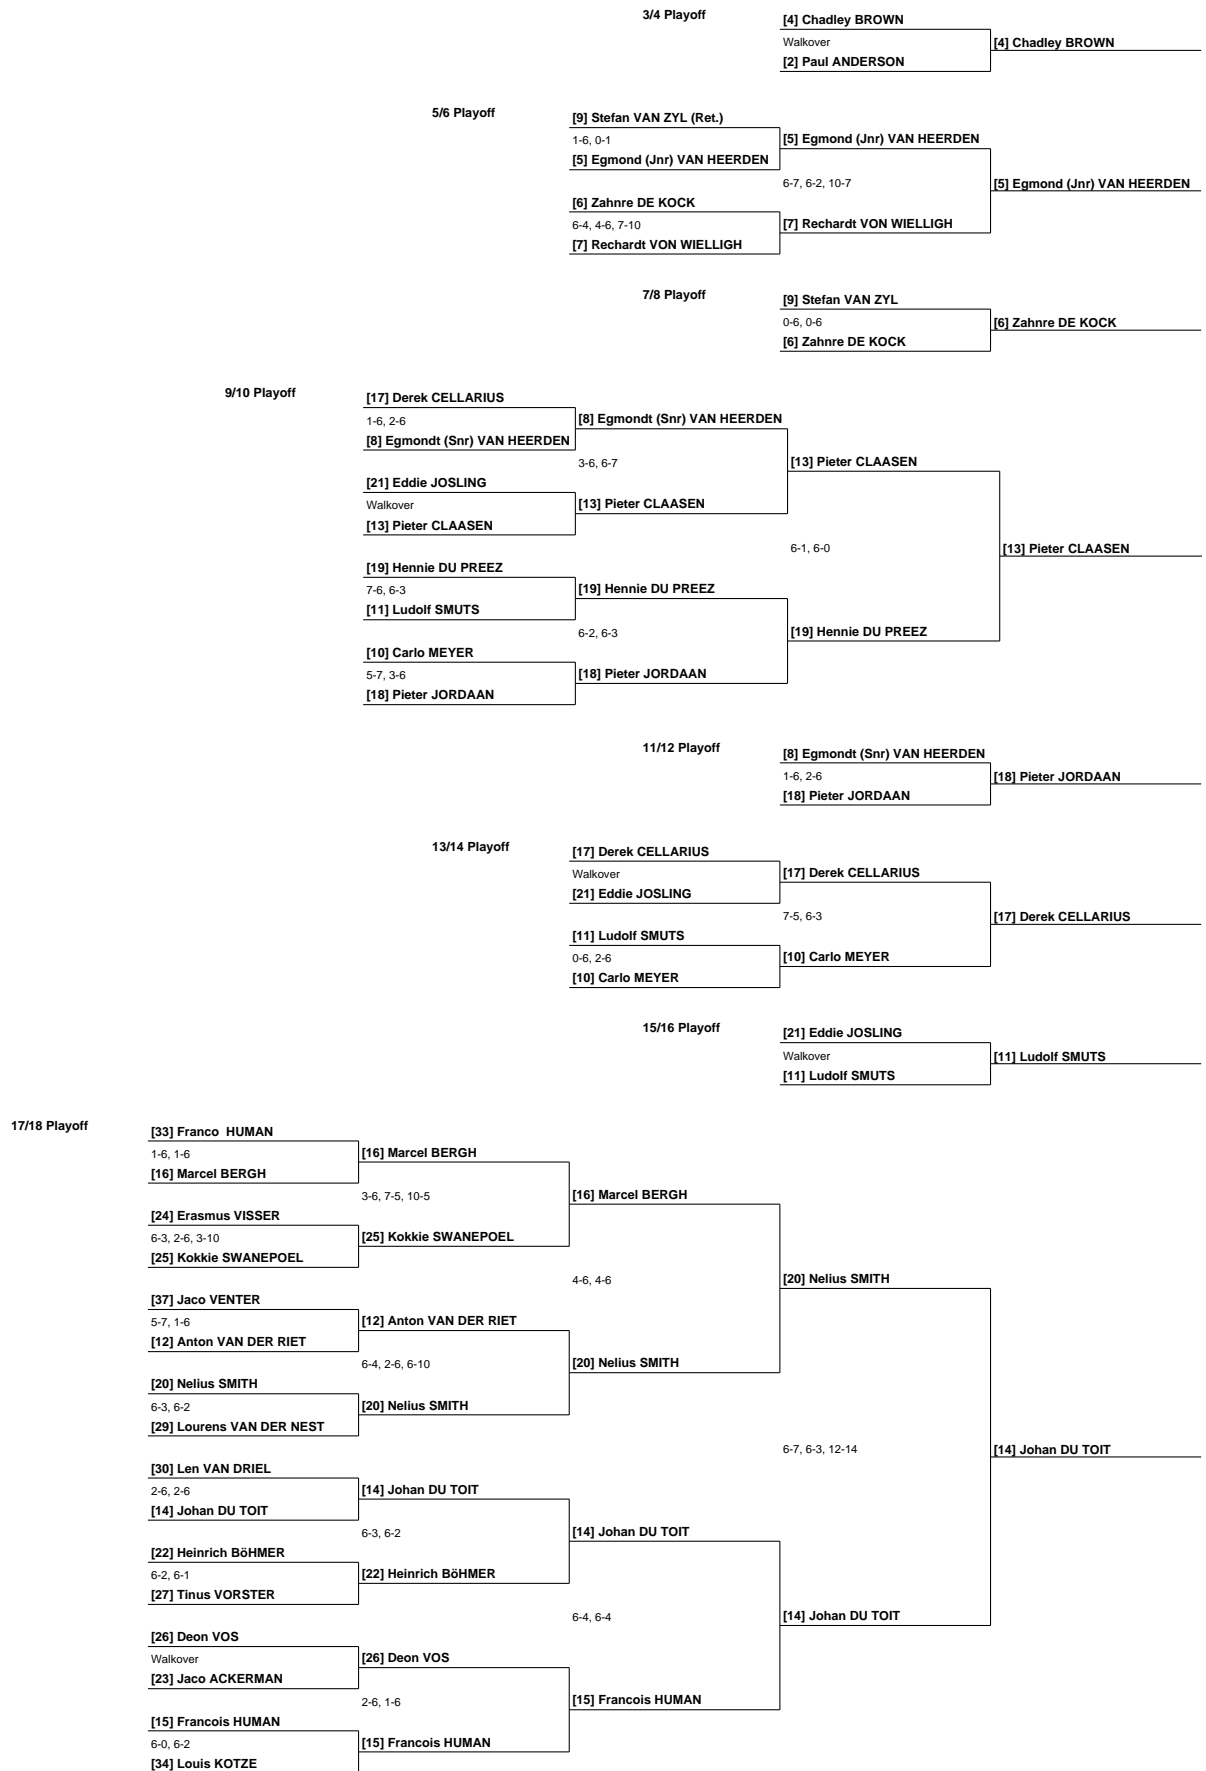 3/4 Playoff
[4] Chadley BROWN
Walkover
[4] Chadley BROWN
[2] Paul ANDERSON
5/6 Playoff
[9] Stefan VAN ZYL (Ret.)
1-6, 0-1
[5] Egmond (Jnr) VAN HEERDEN
[5] Egmond (Jnr) VAN HEERDEN
6-7, 6-2, 10-7
[5] Egmond (Jnr) VAN HEERDEN
[6] Zahnre DE KOCK
6-4, 4-6, 7-10
[7] Rechardt VON WIELLIGH
[7] Rechardt VON WIELLIGH
7/8 Playoff
[9] Stefan VAN ZYL
0-6, 0-6
[6] Zahnre DE KOCK
[6] Zahnre DE KOCK
9/10 Playoff
[17] Derek CELLARIUS
1-6, 2-6
[8] Egmondt (Snr) VAN HEERDEN
[8] Egmondt (Snr) VAN HEERDEN
3-6, 6-7
[13] Pieter CLAASEN
[21] Eddie JOSLING
Walkover
[13] Pieter CLAASEN
[13] Pieter CLAASEN
6-1, 6-0
[13] Pieter CLAASEN
[19] Hennie DU PREEZ
7-6, 6-3
[19] Hennie DU PREEZ
[11] Ludolf SMUTS
6-2, 6-3
[19] Hennie DU PREEZ
[10] Carlo MEYER
5-7, 3-6
[18] Pieter JORDAAN
[18] Pieter JORDAAN
11/12 Playoff
[8] Egmondt (Snr) VAN HEERDEN
1-6, 2-6
[18] Pieter JORDAAN
[18] Pieter JORDAAN
13/14 Playoff
[17] Derek CELLARIUS
Walkover
[17] Derek CELLARIUS
[21] Eddie JOSLING
7-5, 6-3
[17] Derek CELLARIUS
[11] Ludolf SMUTS
0-6, 2-6
[10] Carlo MEYER
[10] Carlo MEYER
15/16 Playoff
[21] Eddie JOSLING
Walkover
[11] Ludolf SMUTS
[11] Ludolf SMUTS
17/18 Playoff
[33] Franco  HUMAN
1-6, 1-6
[16] Marcel BERGH
[16] Marcel BERGH
3-6, 7-5, 10-5
[16] Marcel BERGH
[24] Erasmus VISSER
6-3, 2-6, 3-10
[25] Kokkie SWANEPOEL
[25] Kokkie SWANEPOEL
4-6, 4-6
[20] Nelius SMITH
[37] Jaco VENTER
5-7, 1-6
[12] Anton VAN DER RIET
[12] Anton VAN DER RIET
6-4, 2-6, 6-10
[20] Nelius SMITH
[20] Nelius SMITH
6-3, 6-2
[20] Nelius SMITH
[29] Lourens VAN DER NEST
6-7, 6-3, 12-14
[14] Johan DU TOIT
[30] Len VAN DRIEL
2-6, 2-6
[14] Johan DU TOIT
[14] Johan DU TOIT
6-3, 6-2
[14] Johan DU TOIT
[22] Heinrich BöHMER
6-2, 6-1
[22] Heinrich BöHMER
[27] Tinus VORSTER
6-4, 6-4
[14] Johan DU TOIT
[26] Deon VOS
Walkover
[26] Deon VOS
[23] Jaco ACKERMAN
2-6, 1-6
[15] Francois HUMAN
[15] Francois HUMAN
6-0, 6-2
[15] Francois HUMAN
[34] Louis KOTZE